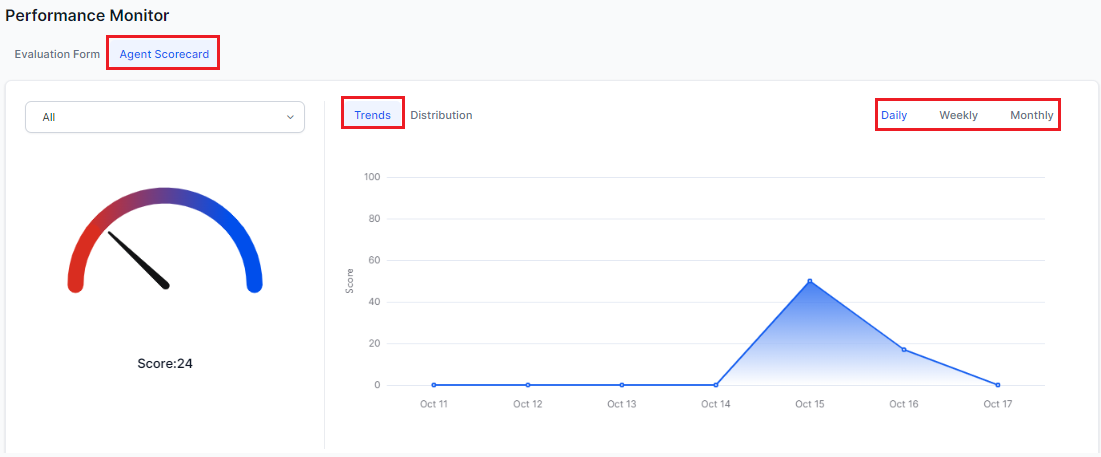 Performance Monitor
Evaluation Form Agent Scorecard
All
Score:24
Trends Distribution
Daily Weekly Monthly
100
80
60
40
20
0
Score
Oct 11 Oct 12 Oct 13 Oct 14 Oct 15 Oct 16 Oct 17